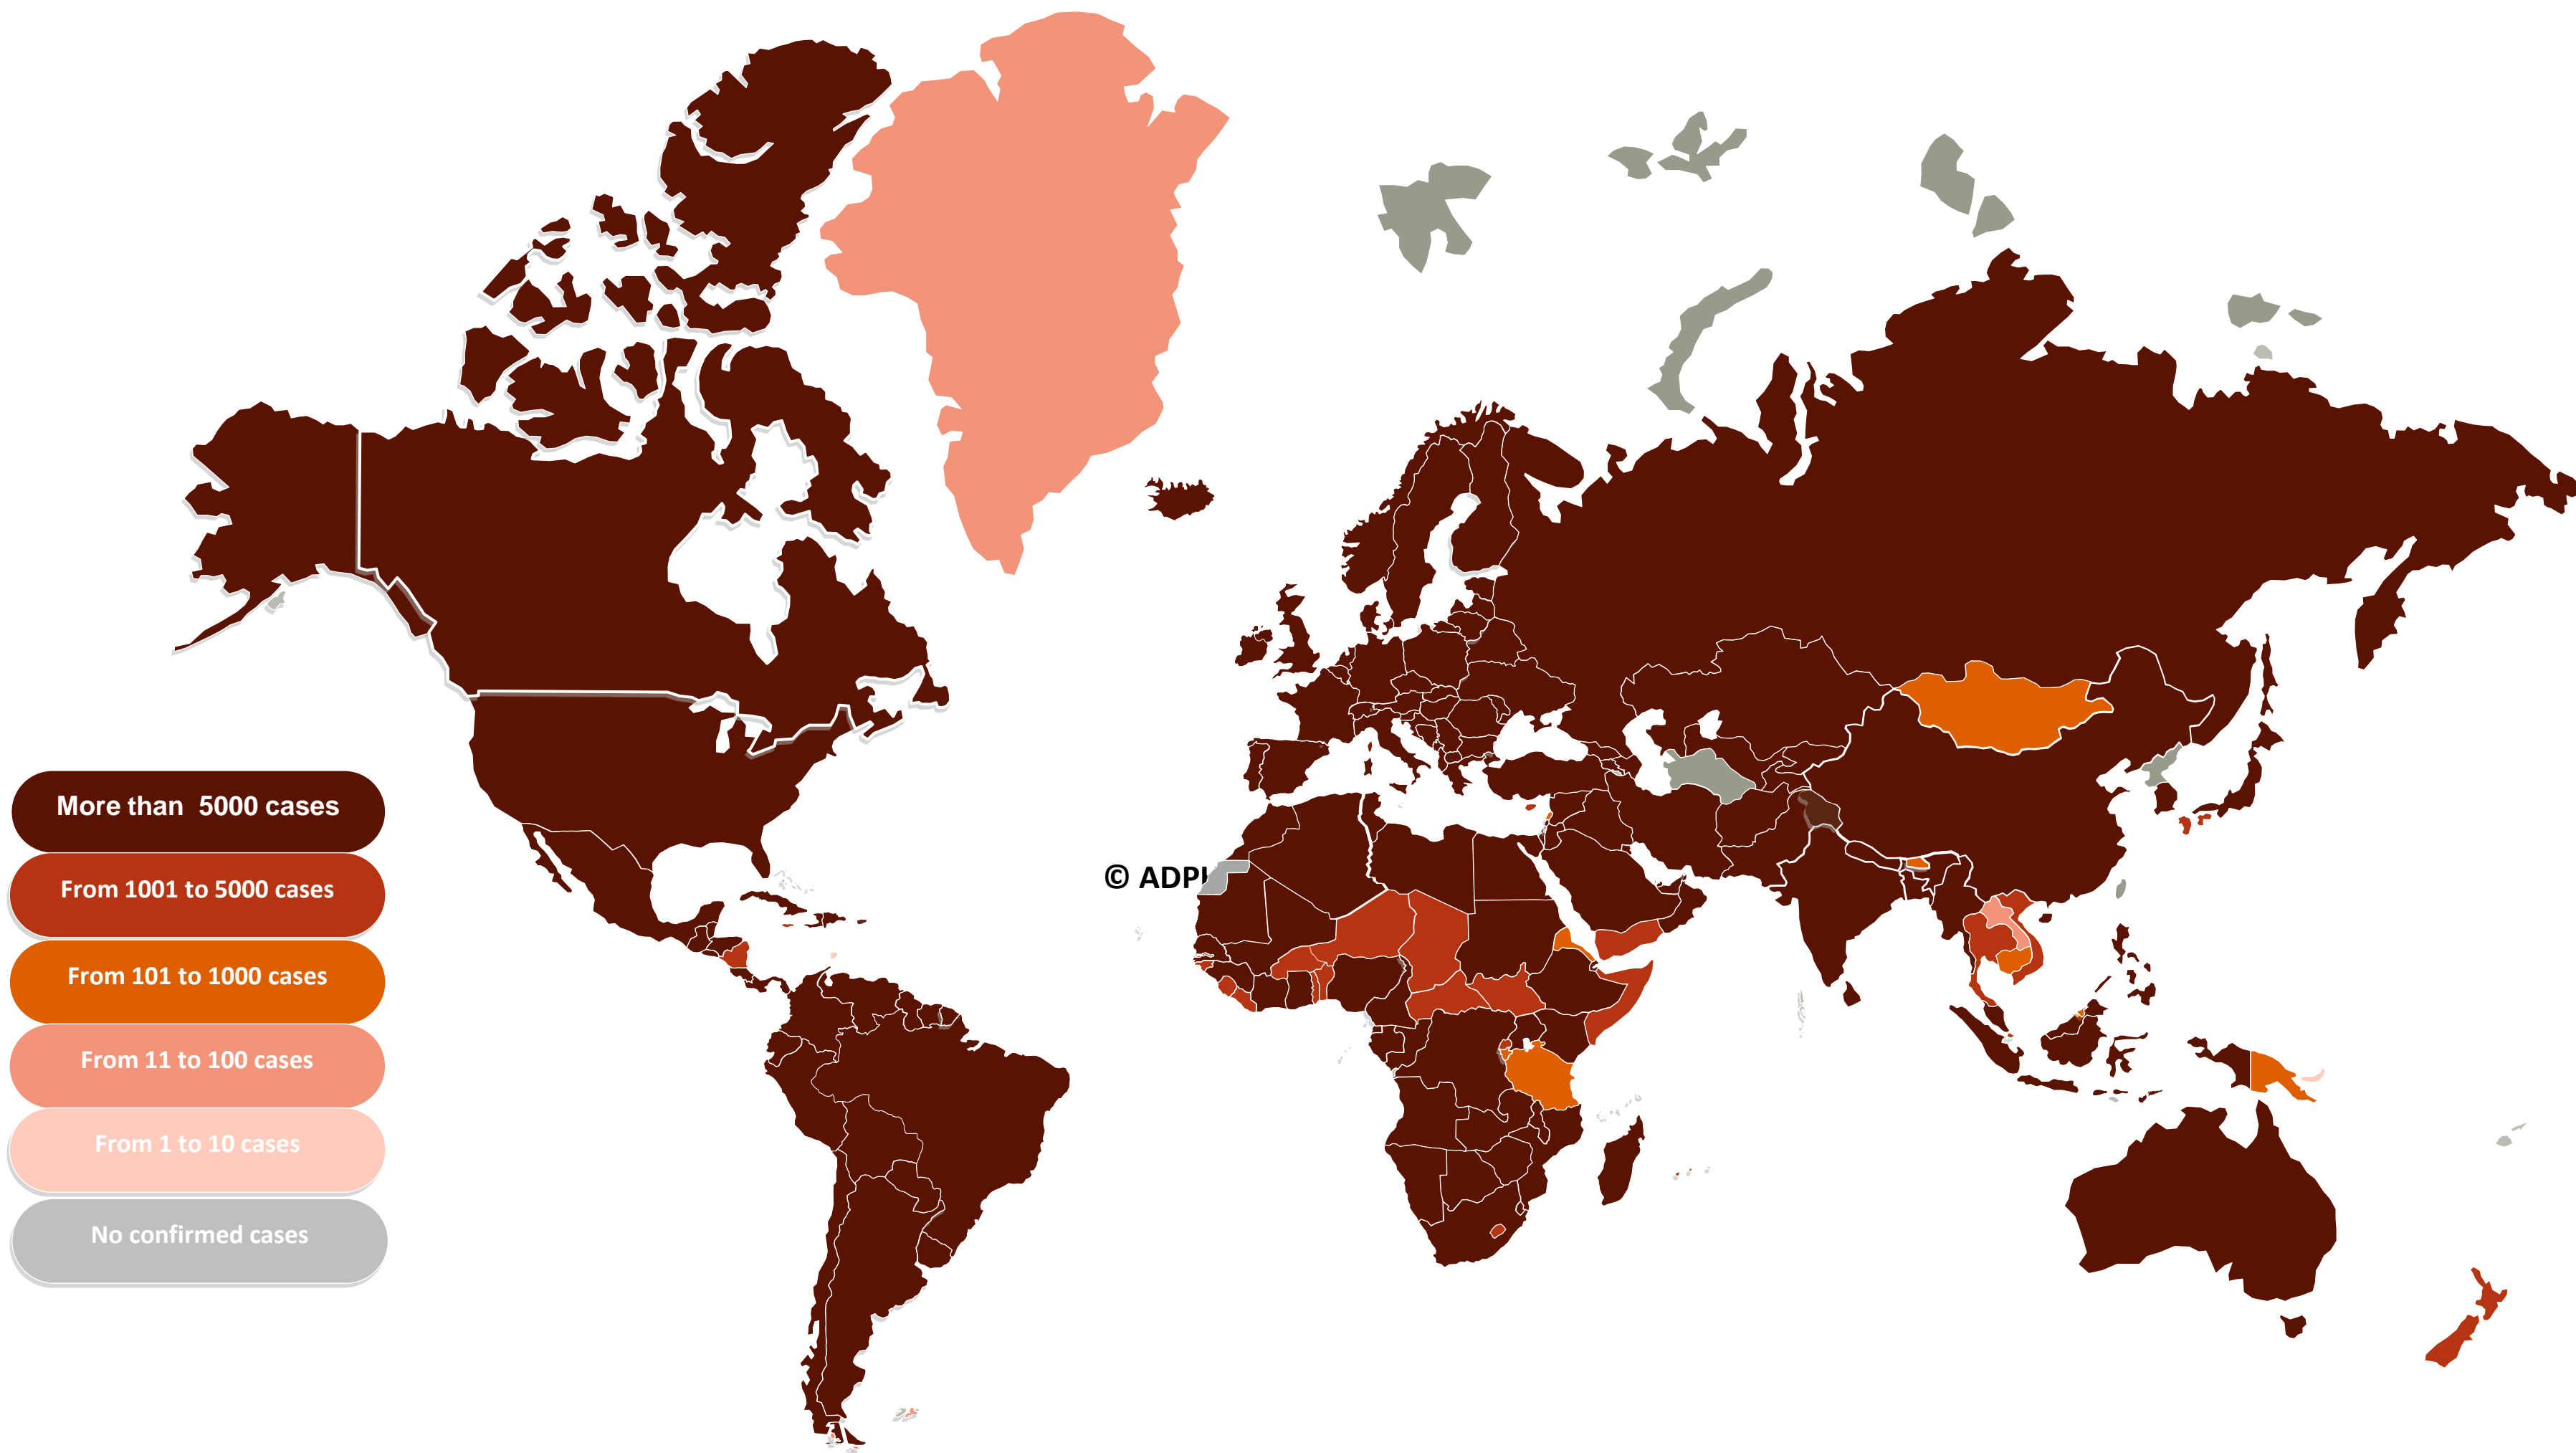 © ADPH
More than 5000 cases
From 1001 to 5000 cases
From 101 to 1000 cases
From 11 to 100 cases
From 1 to 10 cases
No confirmed cases